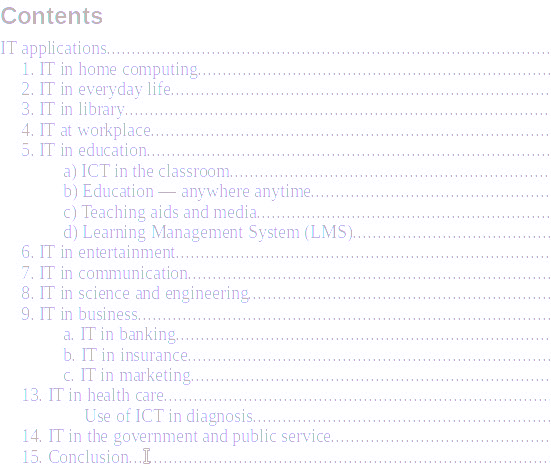 Contents
IT applications
1. IT in home computing
2. IT in everyday life
3. IT in library
4. IT at workplace
5. IT in education
a) ICT in the classroom
b) Education — anywhere anytime
c) Teaching aids and media
d) Learning Management System (LMS)
6. IT in entertainment
7. IT in communication
8. IT in science and engineering
9. IT in business
a. IT in banking
b. IT in insurance
c. IT in marketing
13. IT in health care
Use of ICT in diagnosis
14. IT in the government and public service
15. Conclusion